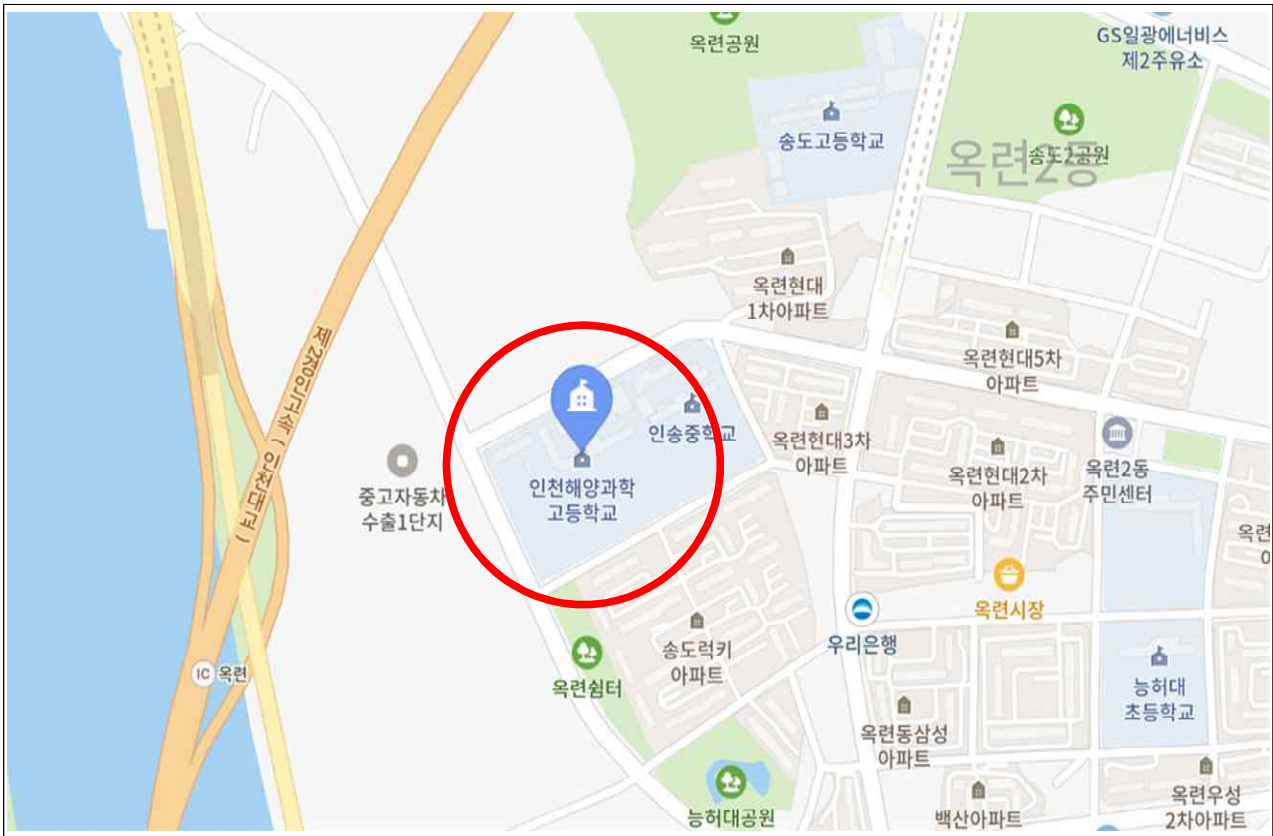 옥련공원
GS일광에너비스
제2주유소
송도고등학교
옥련2동
송도2공원
옥련현대
1차아파트
제2경인고속(인천대교)
옥련현대5차
아파트
인송중학교
옥련현대3차
아파트
옥련현대2차
아파트
옥련2동
주민센터
중고자동차
수출1단지
인천해양과학
고등학교
옥련
옥련시장
우리은행
송도럭키
아파트
IC 옥련
옥련쉼터
능허대
초등학교
옥련동삼성
아파트
능허대공원
백산아파트
옥련우성
2차아파트